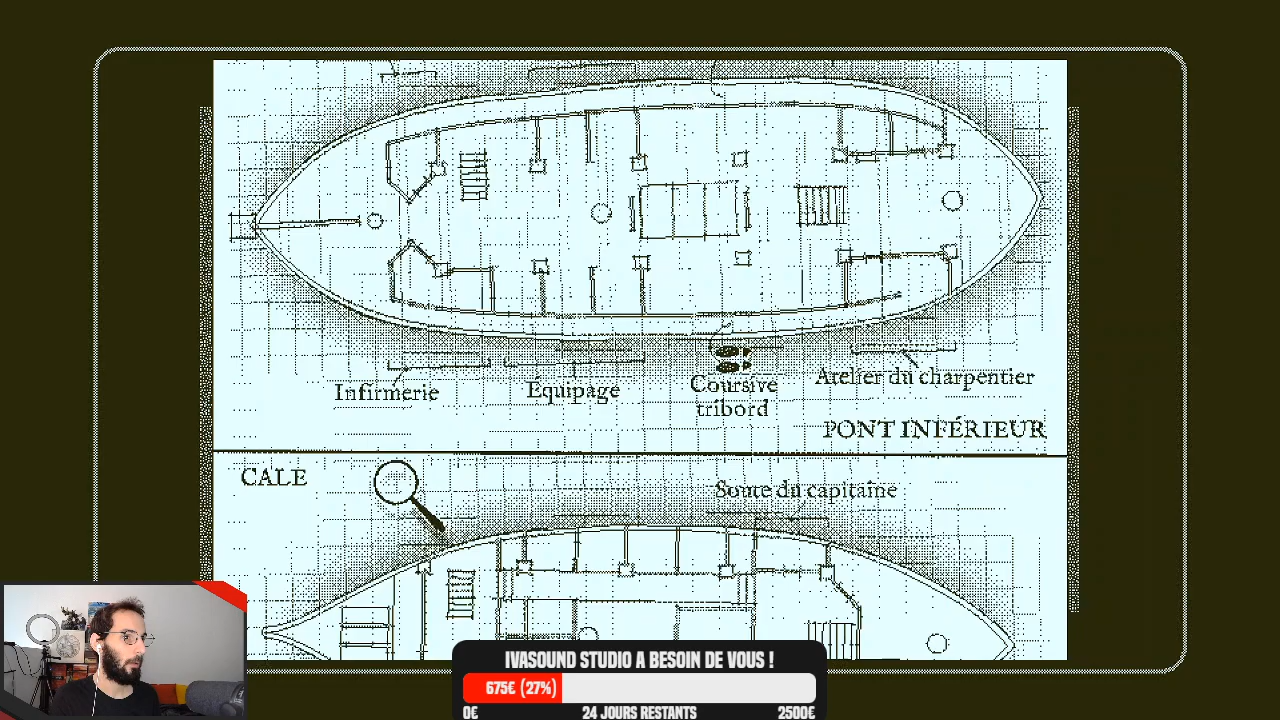 Infirmerie
Équipage
Coursive
tribord
Atelier du charpentier
PONT INFÉRIEUR
CALE
Soute du capitaine
IVASOUND STUDIO A BESOIN DE VOUS !
675€ (27%)
0€
24 JOURS RESTANTS
2500€